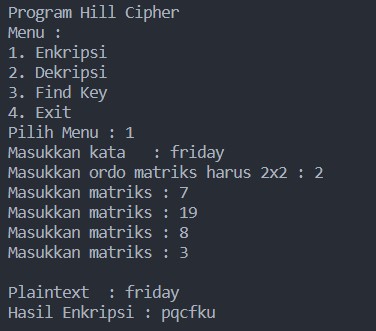 Program Hill Cipher
Menu :
1. Enkripsi
2. Dekripsi
3. Find Key
4. Exit
Pilih Menu : 1
Masukkan kata   : friday
Masukkan ordo matriks harus 2x2 : 2
Masukkan matriks : 7
Masukkan matriks : 19
Masukkan matriks : 8
Masukkan matriks : 3

Plaintext  : friday
Hasil Enkripsi : pqcfku